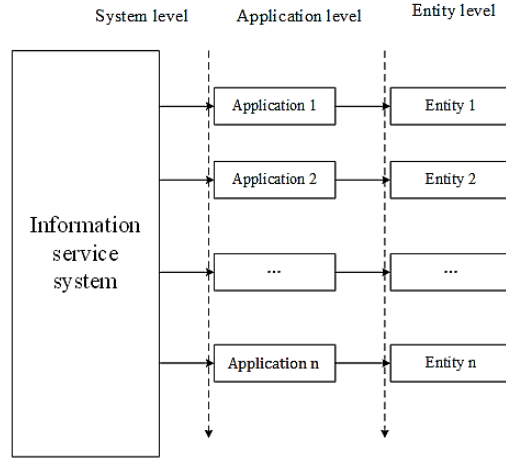 System level
Application level
Entity level
Application 1
Entity 1
Application 2
Entity 2
Information
service
system
...
...
Application n
Entity n